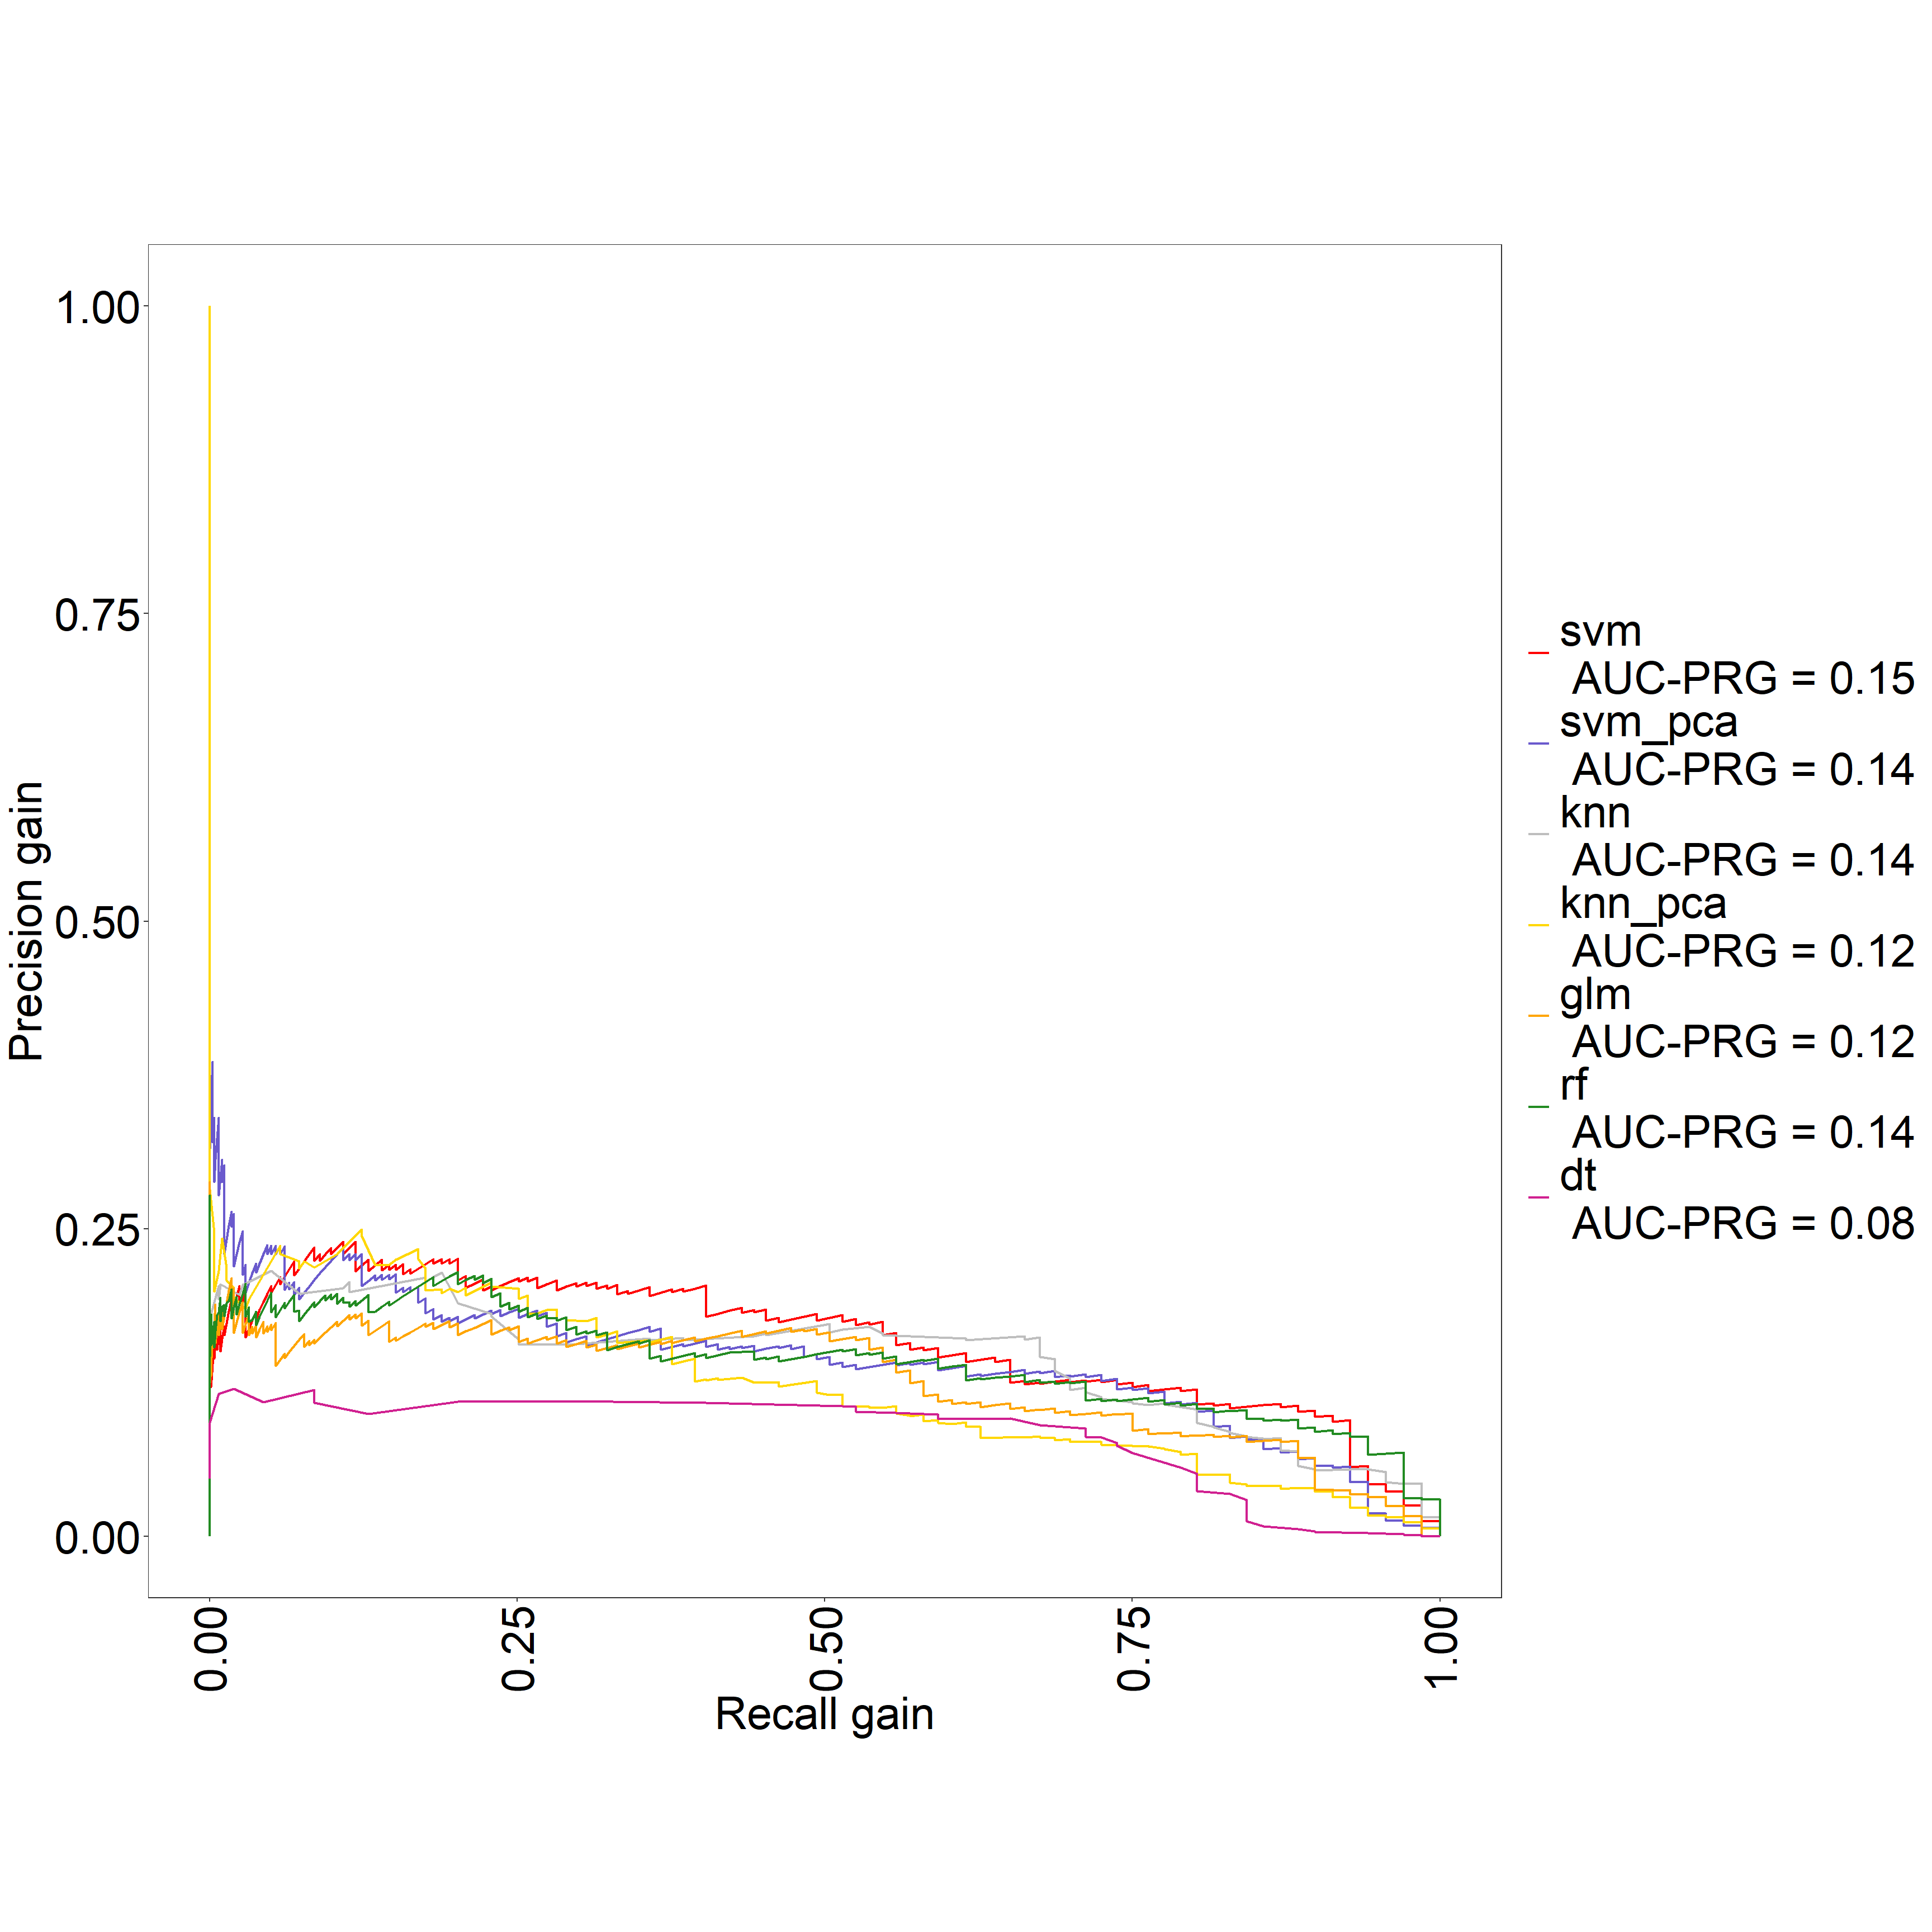 Precision gain
1.00
0.75
0.50
0.25
0.00
0.00
0.25
0.50
0.75
1.00
Recall gain
svm
AUC-PRG = 0.15
svm_pca
AUC-PRG = 0.14
knn
AUC-PRG = 0.14
knn_pca
AUC-PRG = 0.12
glm
AUC-PRG = 0.12
rf
AUC-PRG = 0.14
dt
AUC-PRG = 0.08